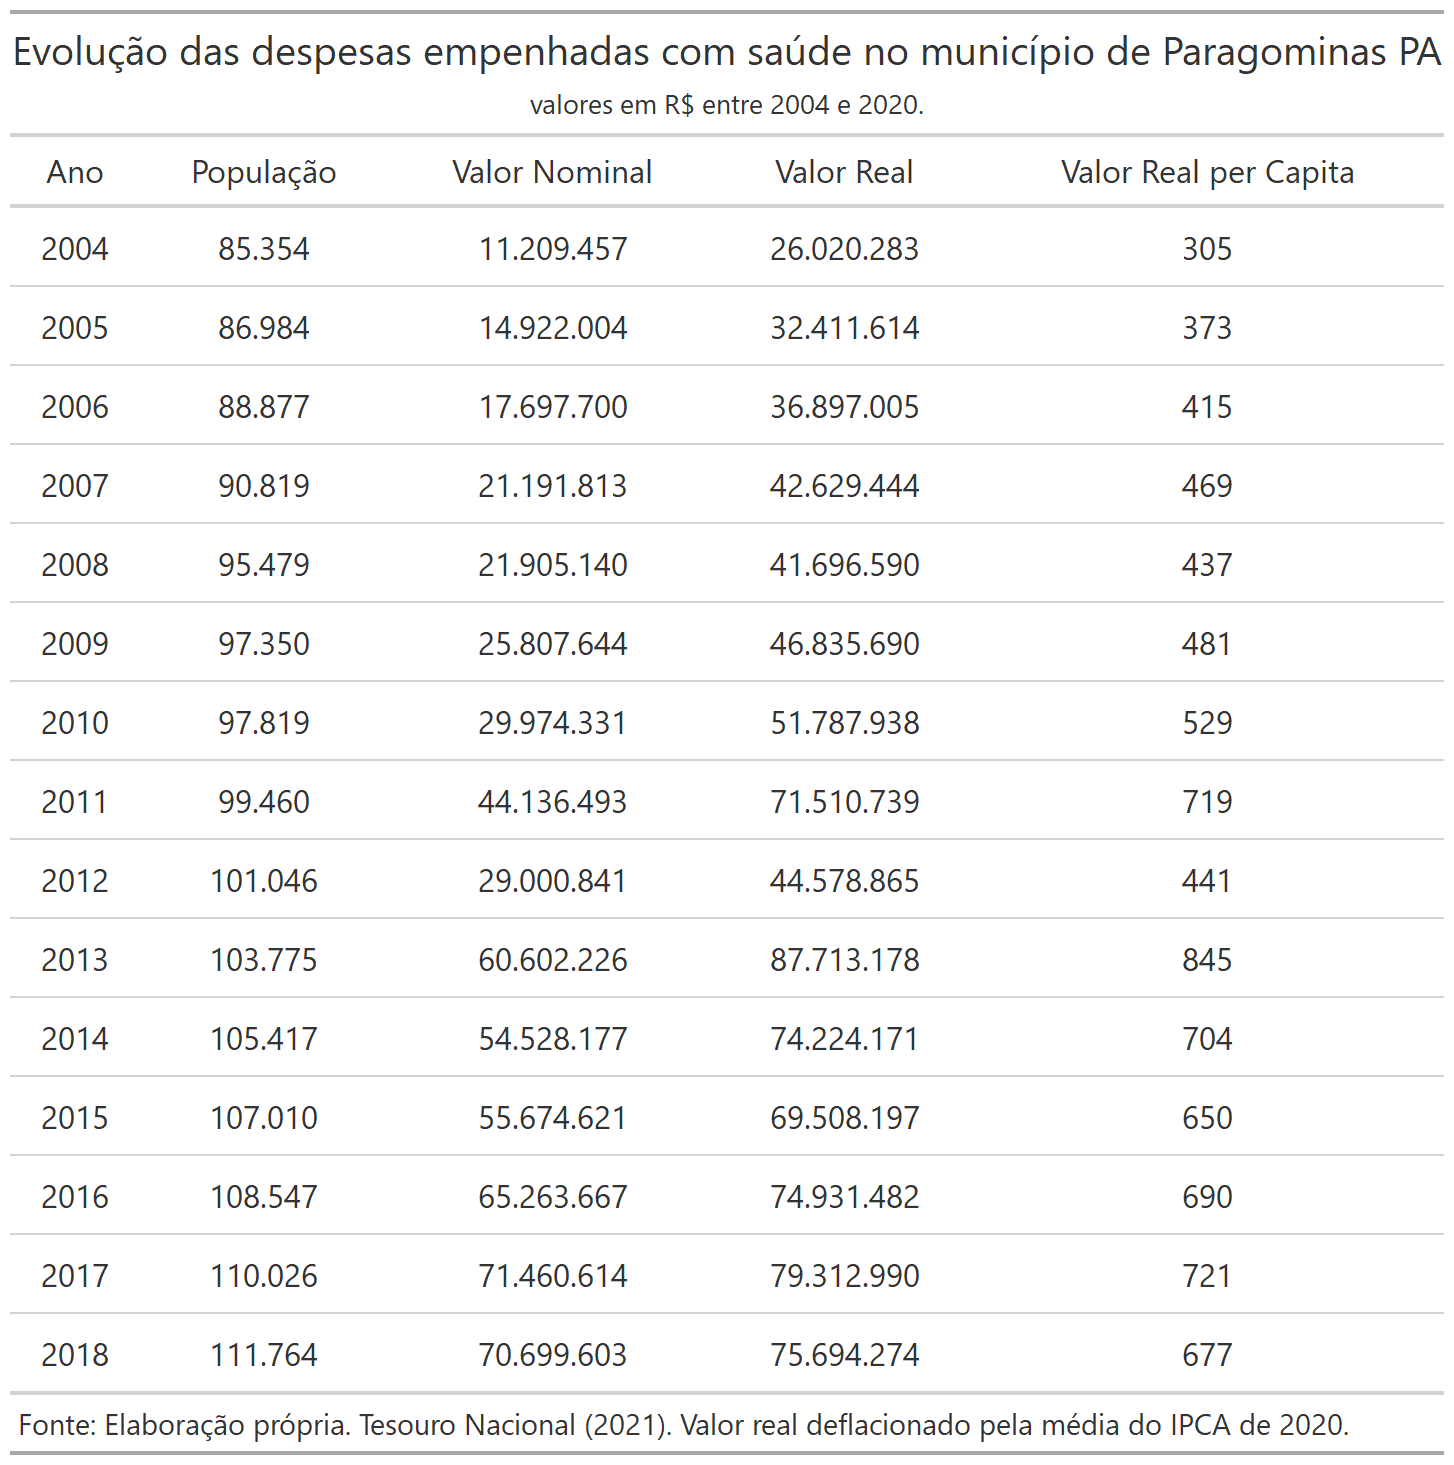 Evolução das despesas empenhadas com saúde no município de Paragominas PA
valores em R$ entre 2004 e 2020.
Ano População Valor Nominal Valor Real Valor Real per Capita
2004 85.354 11.209.457 26.020.283 305
2005 86.984 14.922.004 32.411.614 373
2006 88.877 17.697.700 36.897.005 415
2007 90.819 21.191.813 42.629.444 469
2008 95.479 21.905.140 41.696.590 437
2009 97.350 25.807.644 46.835.690 481
2010 97.819 29.974.331 51.787.938 529
2011 99.460 44.136.493 71.510.739 719
2012 101.046 29.000.841 44.578.865 441
2013 103.775 60.602.226 87.713.178 845
2014 105.417 54.528.177 74.224.171 704
2015 107.010 55.674.621 69.508.197 650
2016 108.547 65.263.667 74.931.482 690
2017 110.026 71.460.614 79.312.990 721
2018 111.764 70.699.603 75.694.274 677
Fonte: Elaboração própria. Tesouro Nacional (2021). Valor real deflacionado pela média do IPCA de 2020.